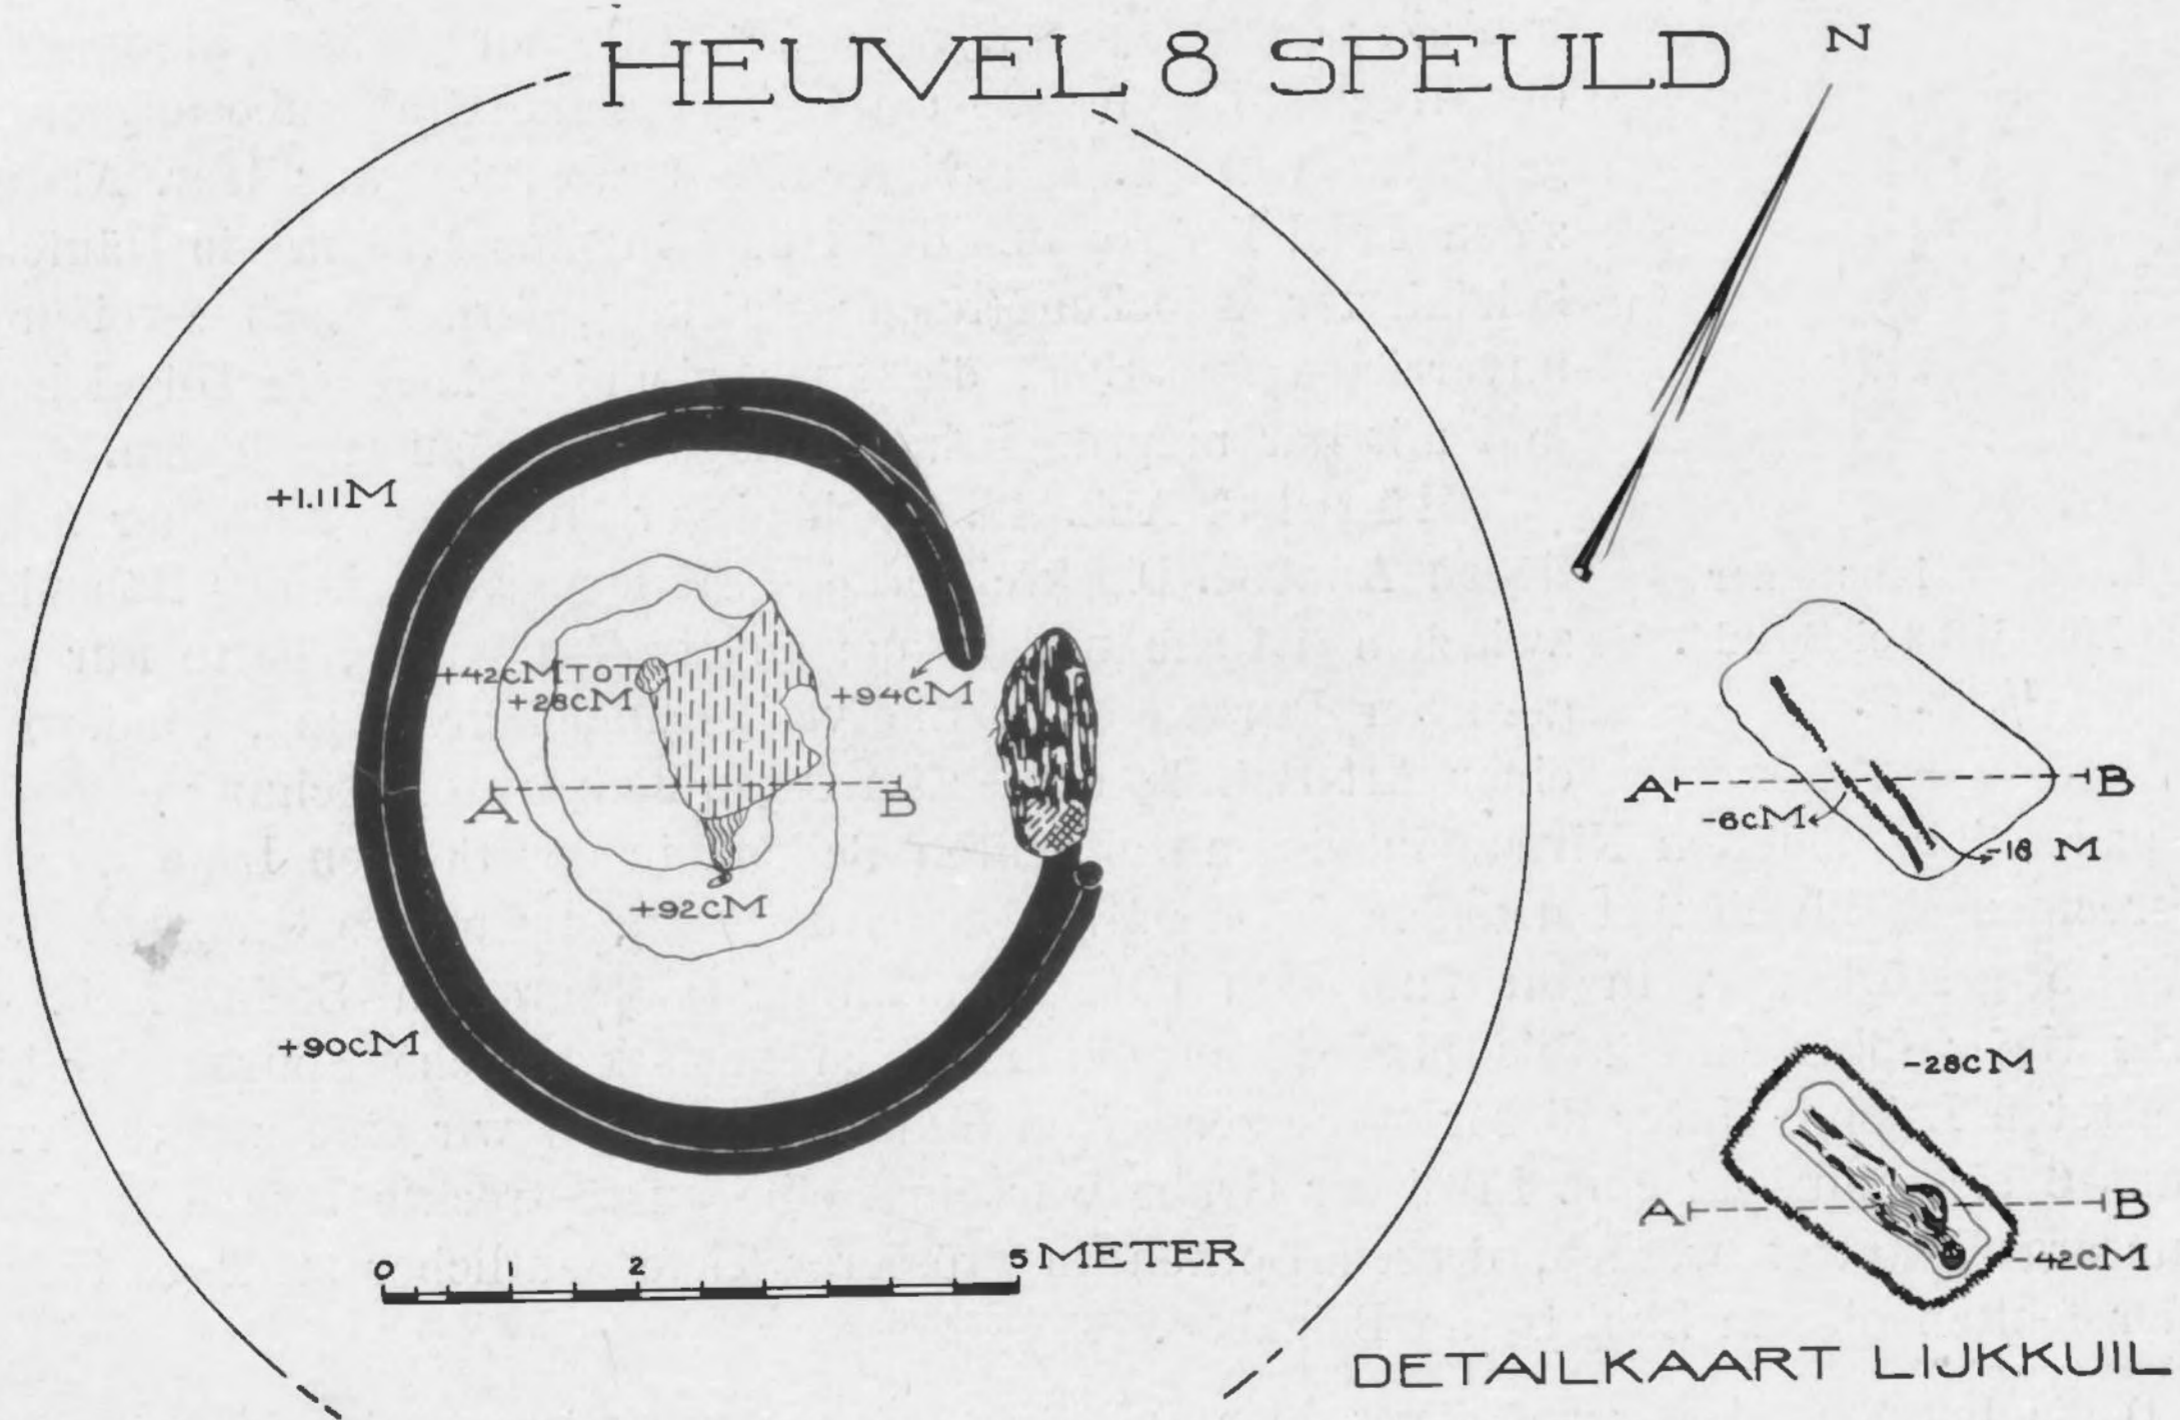 HEUVEL 8 SPEULD
N
+1.11M
+42cM TOT
+28cM
+94cM
A B
+92cM
+90cM
0 1 2 5 METER
A B
-6cM
-18 M
-28cM
A B
-42cM
DETAILKAART LIJKKUIL